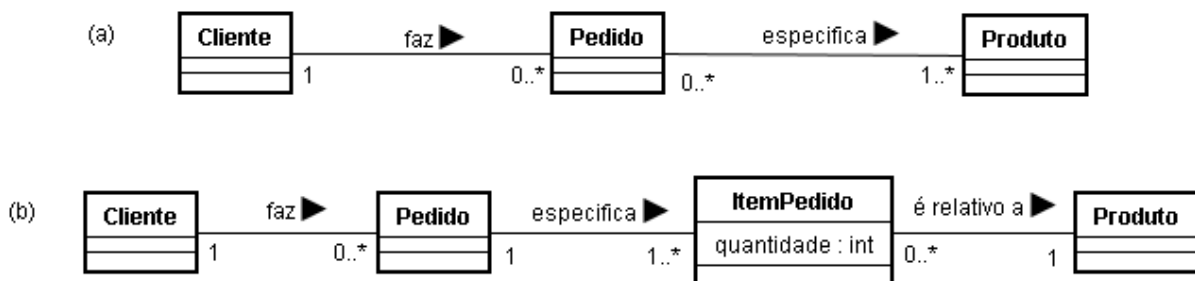 (a) Cliente faz ▶ Pedido especifica ▶ Produto
1 0..* 0..* 1..*
(b) Cliente faz ▶ Pedido especifica ▶ ItemPedido é relativo a ▶ Produto
quantidade : int
1 0..* 1 1..* 0..* 1